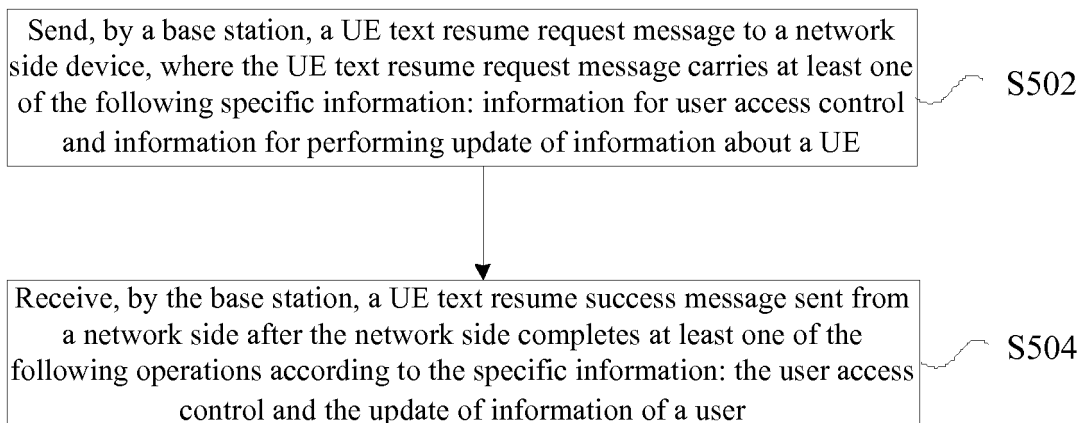 Send, by a base station, a UE text resume request message to a network
side device, where the UE text resume request message carries at least one
of the following specific information: information for user access control
and information for performing update of information about a UE
S502
Receive, by the base station, a UE text resume success message sent from
a network side after the network side completes at least one of the
following operations according to the specific information: the user access
control and the update of information of a user
S504